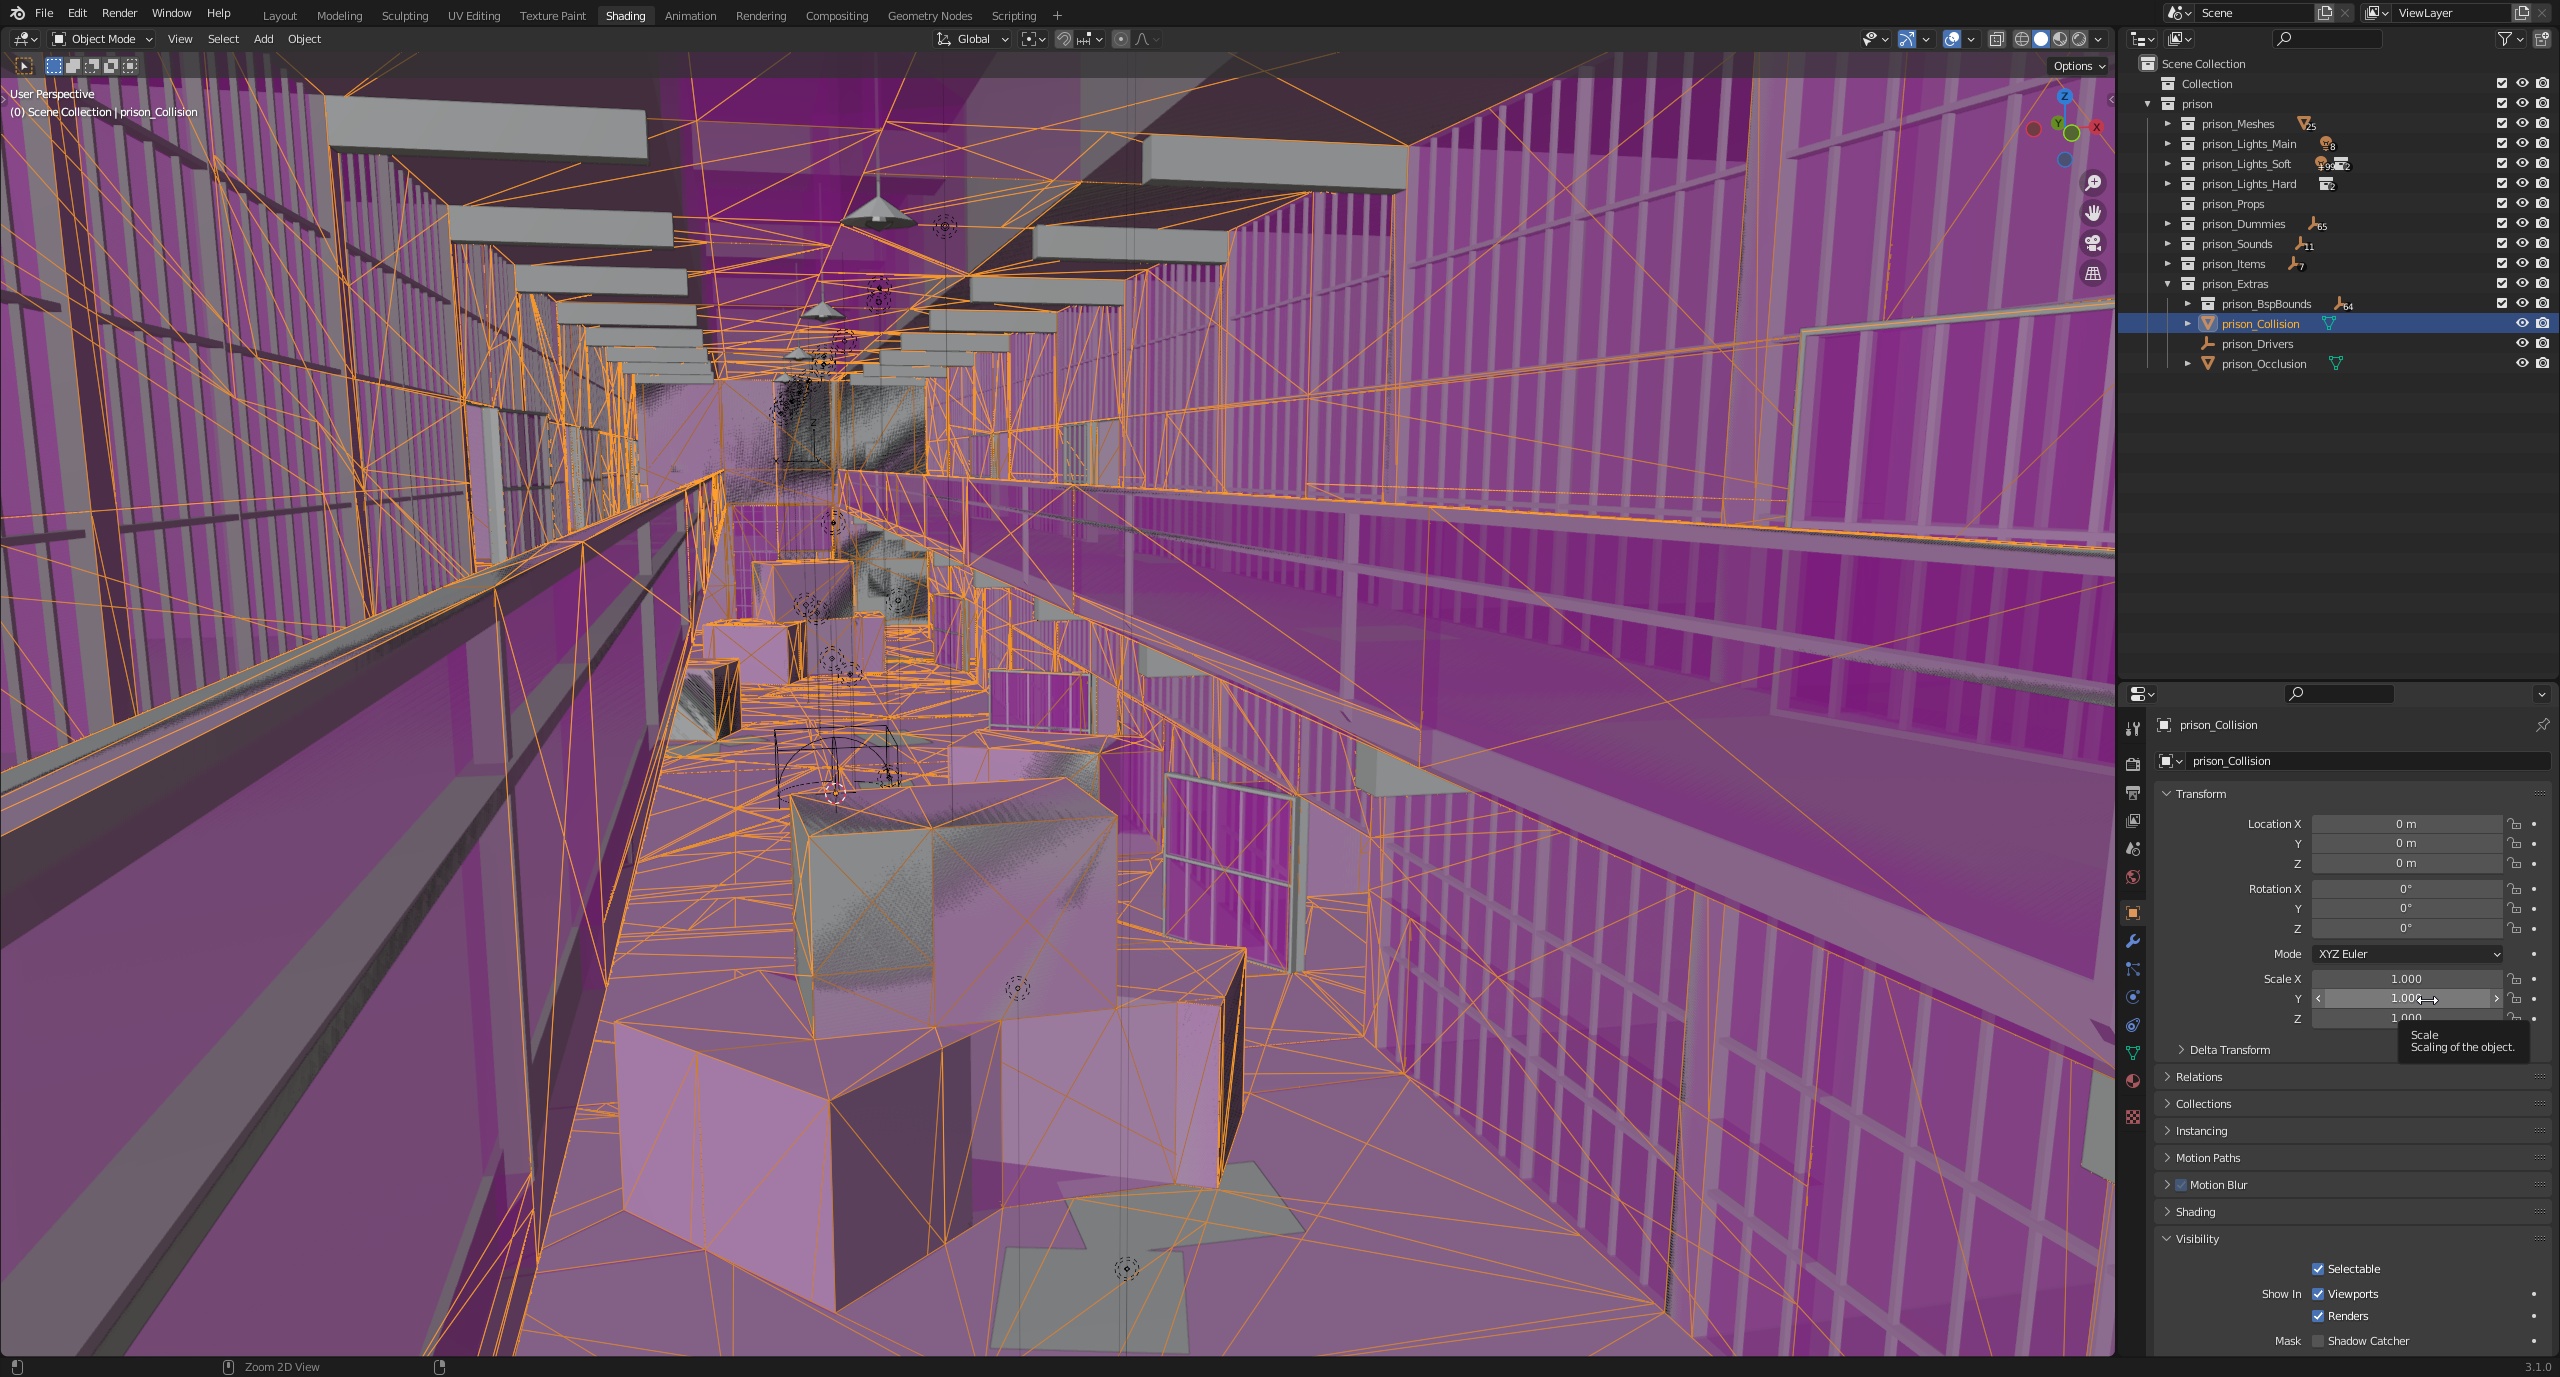 File Edit Render Window Help
Layout Modeling Sculpting UV Editing Texture Paint Shading Animation Rendering Compositing Geometry Nodes Scripting +
Scene
ViewLayer
Object Mode View Select Add Object
Global
Options
User Perspective
(0) Scene Collection | prison_Collision
Z
Y
X
Scene Collection
Collection
prison
prison_Meshes 25
prison_Lights_Main 8
prison_Lights_Soft 2
prison_Lights_Hard 2
prison_Props
prison_Dummies 65
prison_Sounds 11
prison_Items 7
prison_Extras
prison_BspBounds 64
prison_Collision
prison_Drivers
prison_Occlusion
prison_Collision
prison_Collision
Transform
Location X 0 m
Y 0 m
Z 0 m
Rotation X 0°
Y 0°
Z 0°
Mode XYZ Euler
Scale X 1.000
Y 1.000
Z 1.000
Scale
Scaling of the object.
Delta Transform
Relations
Collections
Instancing
Motion Paths
Motion Blur
Shading
Visibility
Selectable
Show In Viewports
Renders
Mask Shadow Catcher
Zoom 2D View
3.1.0